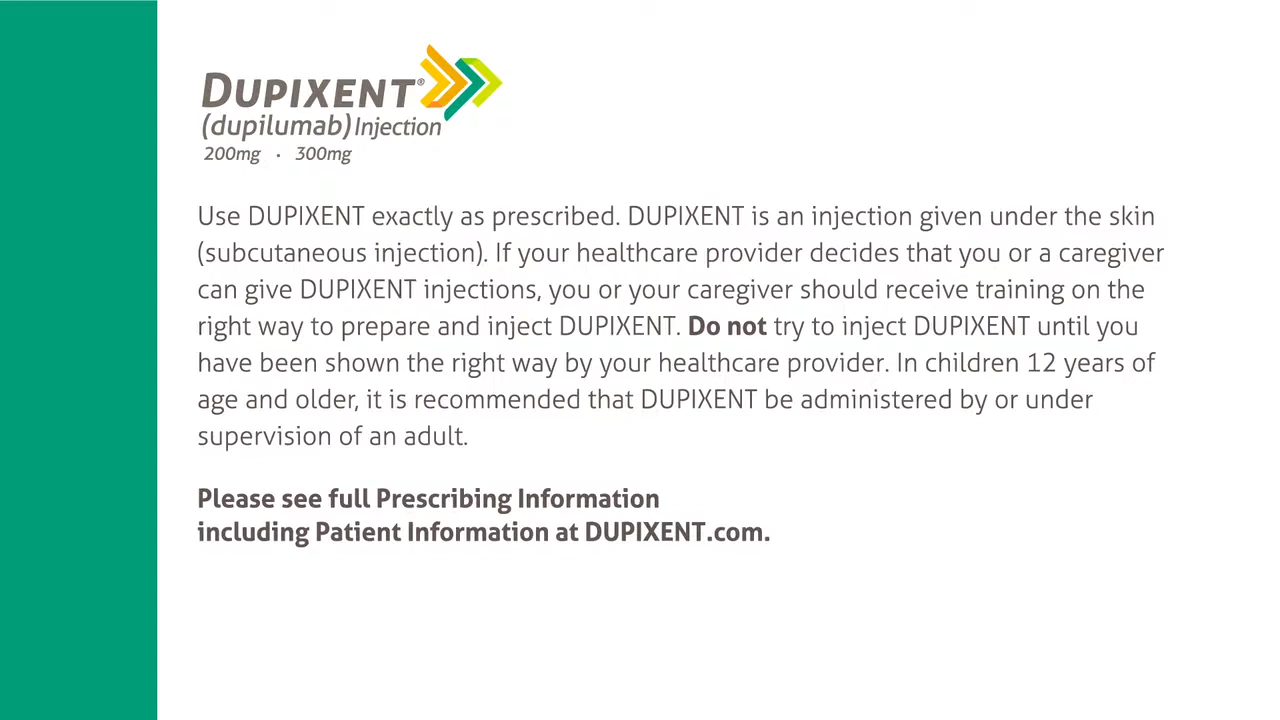 DUPIXENT®
(dupilumab) Injection
200mg · 300mg
Use DUPIXENT exactly as prescribed. DUPIXENT is an injection given under the skin
(subcutaneous injection). If your healthcare provider decides that you or a caregiver
can give DUPIXENT injections, you or your caregiver should receive training on the
right way to prepare and inject DUPIXENT. Do not try to inject DUPIXENT until you
have been shown the right way by your healthcare provider. In children 12 years of
age and older, it is recommended that DUPIXENT be administered by or under
supervision of an adult.
Please see full Prescribing Information
including Patient Information at DUPIXENT.com.